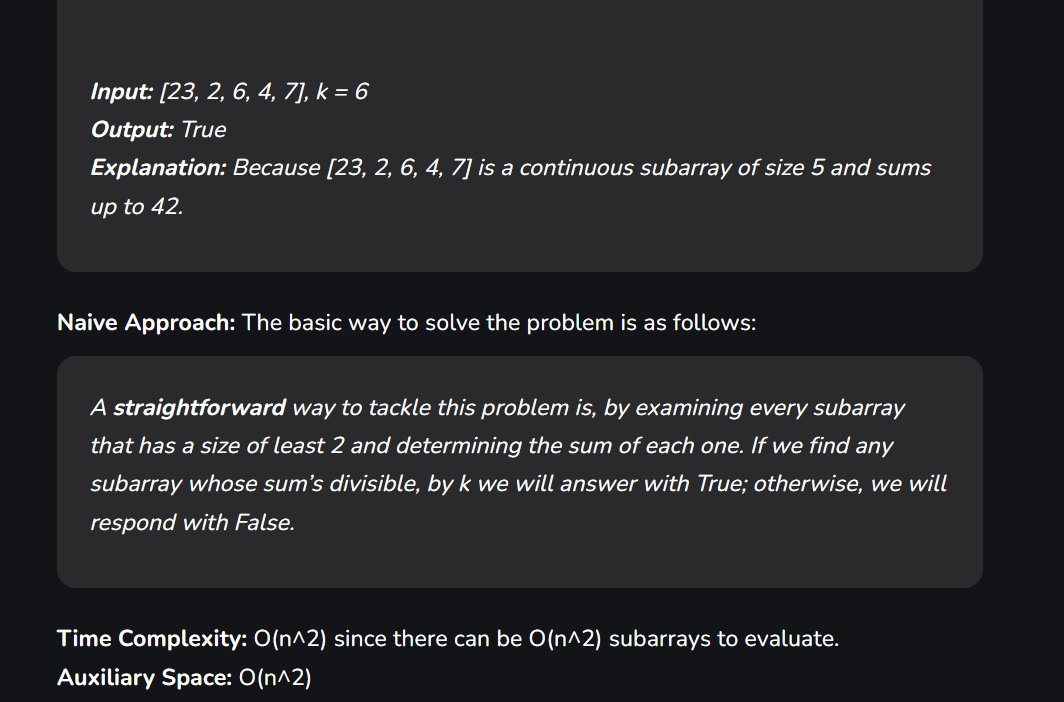 Input: [23, 2, 6, 4, 7], k = 6
Output: True
Explanation: Because [23, 2, 6, 4, 7] is a continuous subarray of size 5 and sums
up to 42.
Naive Approach: The basic way to solve the problem is as follows:
A straightforward way to tackle this problem is, by examining every subarray
that has a size of least 2 and determining the sum of each one. If we find any
subarray whose sum’s divisible, by k we will answer with True; otherwise, we will
respond with False.
Time Complexity: O(n^2) since there can be O(n^2) subarrays to evaluate.
Auxiliary Space: O(n^2)